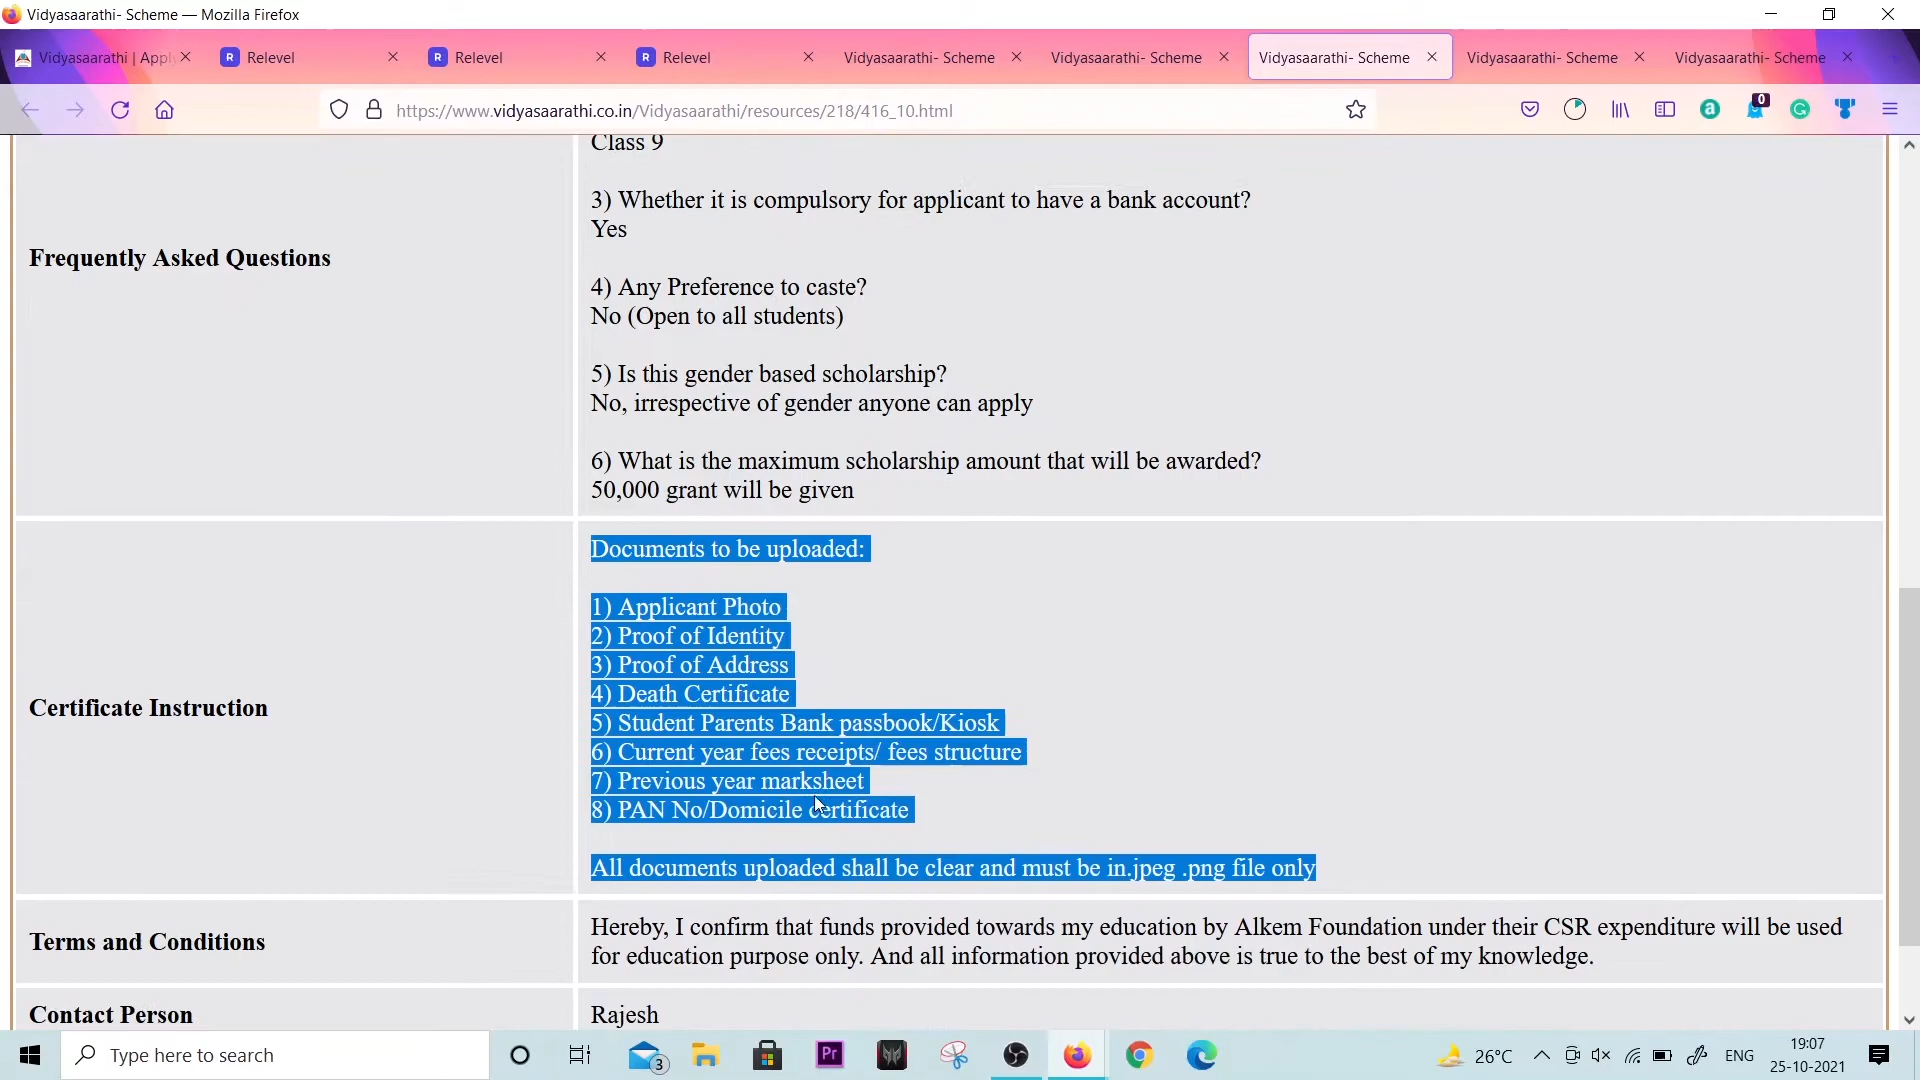 Vidyasaarathi- Scheme — Mozilla Firefox
Vidyasaarathi | Apply
Relevel
Relevel
Relevel
Vidyasaarathi- Scheme
Vidyasaarathi- Scheme
Vidyasaarathi- Scheme
Vidyasaarathi- Scheme
Vidyasaarathi- Scheme
https://www.vidyasaarathi.co.in/Vidyasaarathi/resources/218/416_10.html
0
Class 9
3) Whether it is compulsory for applicant to have a bank account?
Yes
Frequently Asked Questions
4) Any Preference to caste?
No (Open to all students)
5) Is this gender based scholarship?
No, irrespective of gender anyone can apply
6) What is the maximum scholarship amount that will be awarded?
50,000 grant will be given
Documents to be uploaded:
1) Applicant Photo
2) Proof of Identity
3) Proof of Address
4) Death Certificate
Certificate Instruction
5) Student Parents Bank passbook/Kiosk
6) Current year fees receipts/ fees structure
7) Previous year marksheet
8) PAN No/Domicile certificate
All documents uploaded shall be clear and must be in.jpeg .png file only
Terms and Conditions
Hereby, I confirm that funds provided towards my education by Alkem Foundation under their CSR expenditure will be used
for education purpose only. And all information provided above is true to the best of my knowledge.
Contact Person
Rajesh
Type here to search
3
Pr
26°C
ENG
19:07
25-10-2021